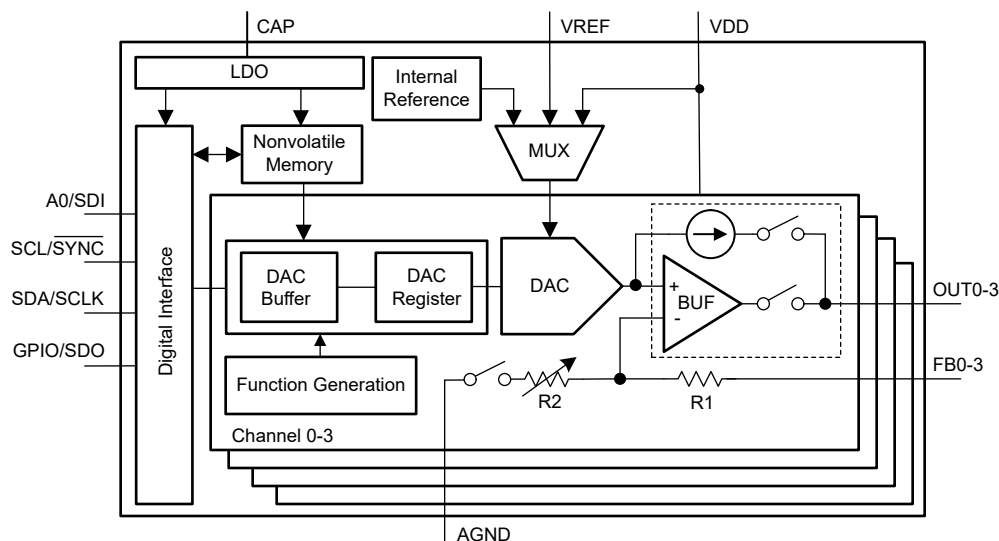 CAP
VREF
VDD
LDO
Internal
Reference
Nonvolatile
Memory
MUX
A0/SDI
SCL/SYNC
SDA/SCLK
GPIO/SDO
Digital Interface
DAC
Buffer
DAC
Register
DAC
+
BUF
-
OUT0-3
Function Generation
R2
R1
FB0-3
Channel 0-3
AGND